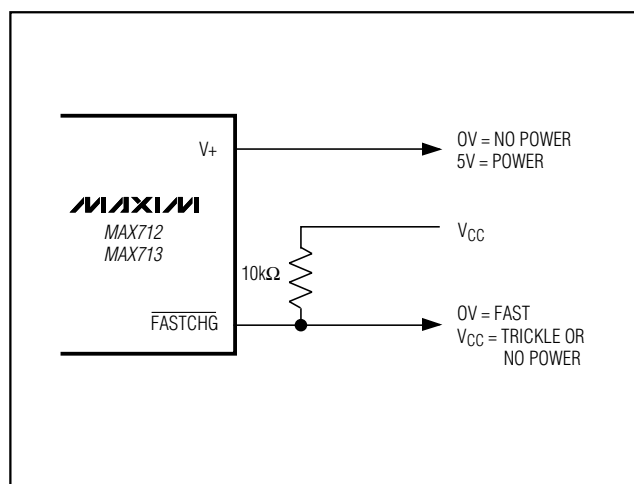 V+
0V = NO POWER
5V = POWER
MAXIM
MAX712
MAX713
VCC
10kΩ
FASTCHG
0V = FAST
VCC = TRICKLE OR
NO POWER